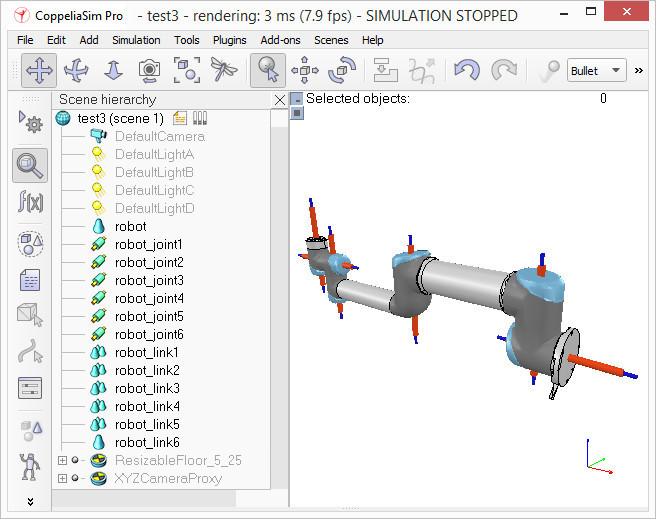 CoppeliaSim Pro - test3 - rendering: 3 ms (7.9 fps) - SIMULATION STOPPED
File Edit Add Simulation Tools Plugins Add-ons Scenes Help
Bullet »
Scene hierarchy
Selected objects: 0
test3 (scene 1)
DefaultCamera
DefaultLightA
DefaultLightB
DefaultLightC
DefaultLightD
robot
robot_joint1
robot_joint2
robot_joint3
robot_joint4
robot_joint5
robot_joint6
robot_link1
robot_link2
robot_link3
robot_link4
robot_link5
robot_link6
ResizableFloor_5_25
XYZCameraProxy
f(x)